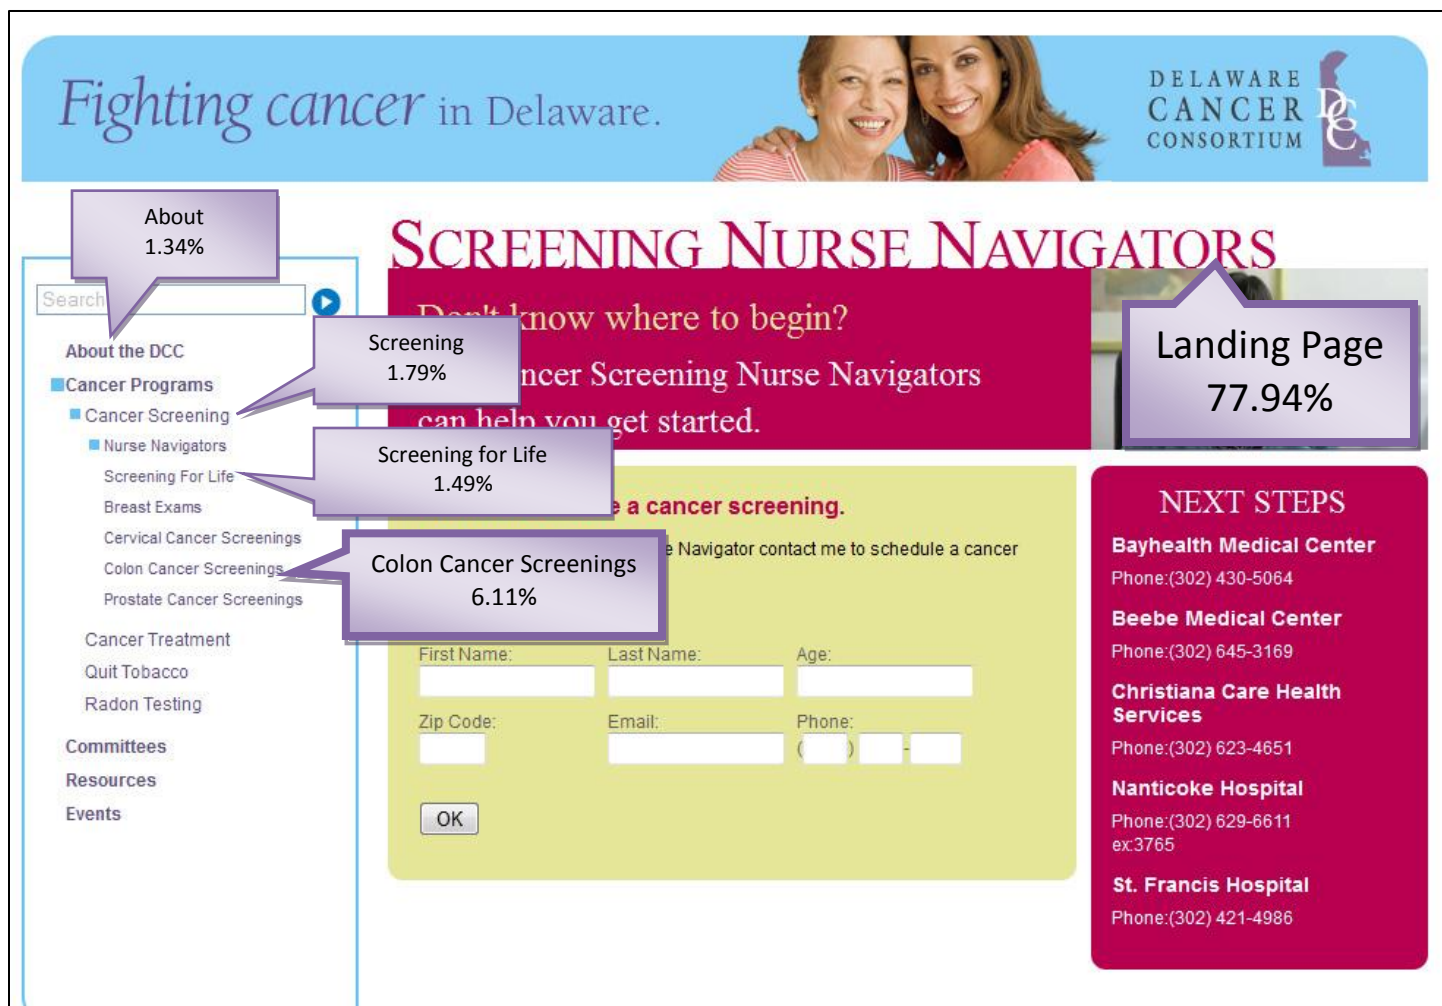 Fighting cancer in Delaware.
DELAWARE
CANCER
CONSORTIUM
DCC
About
1.34%
Search
About the DCC
Cancer Programs
Cancer Screening
Nurse Navigators
Screening For Life
Breast Exams
Cervical Cancer Screenings
Colon Cancer Screenings
Prostate Cancer Screenings
Cancer Treatment
Quit Tobacco
Radon Testing
Committees
Resources
Events
Screening
1.79%
Screening for Life
1.49%
Colon Cancer Screenings
6.11%
SCREENING NURSE NAVIGATORS
Don't know where to begin?
Screening Nurse Navigators
can help you get started.
Landing Page
77.94%
a cancer screening.
Navigator contact me to schedule a cancer
First Name:
Last Name:
Age:
Zip Code:
Email:
Phone:
( ) -
OK
NEXT STEPS
Bayhealth Medical Center
Phone:(302) 430-5064
Beebe Medical Center
Phone:(302) 645-3169
Christiana Care Health
Services
Phone:(302) 623-4651
Nanticoke Hospital
Phone:(302) 629-6611
ex:3765
St. Francis Hospital
Phone:(302) 421-4986